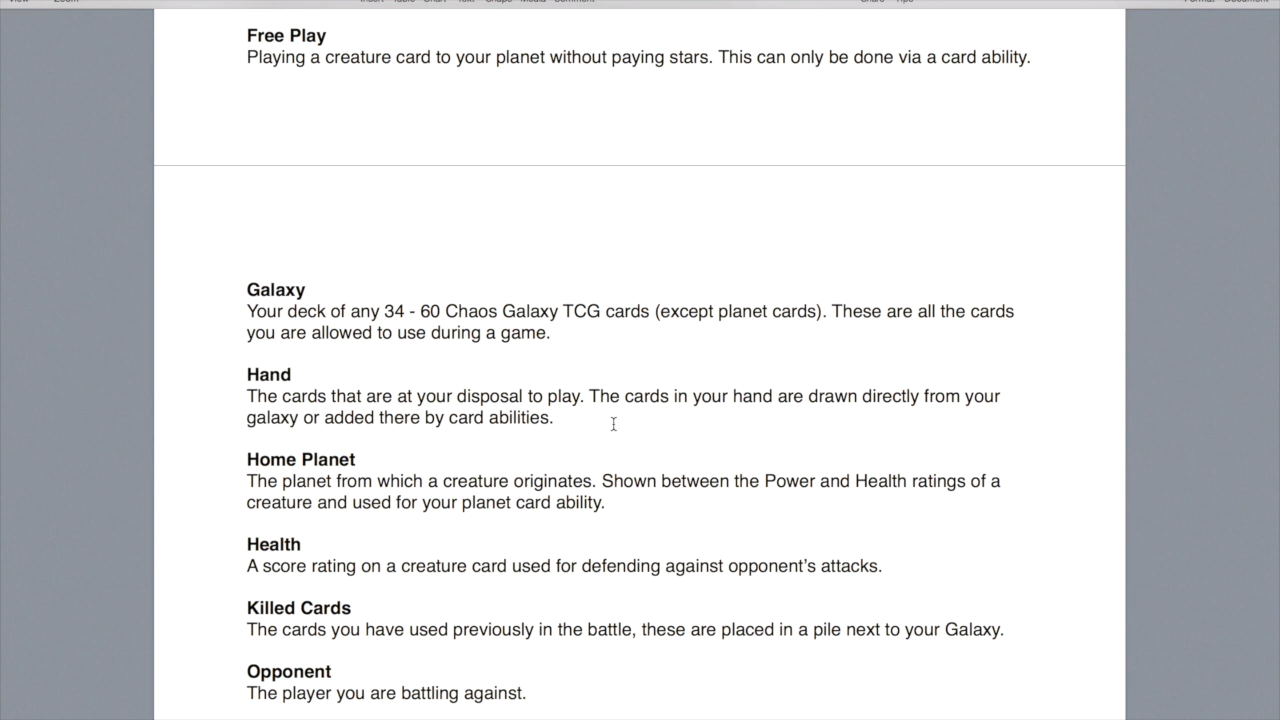 Free Play
Playing a creature card to your planet without paying stars. This can only be done via a card ability.
Galaxy
Your deck of any 34 - 60 Chaos Galaxy TCG cards (except planet cards). These are all the cards
you are allowed to use during a game.
Hand
The cards that are at your disposal to play. The cards in your hand are drawn directly from your
galaxy or added there by card abilities.
Home Planet
The planet from which a creature originates. Shown between the Power and Health ratings of a
creature and used for your planet card ability.
Health
A score rating on a creature card used for defending against opponent’s attacks.
Killed Cards
The cards you have used previously in the battle, these are placed in a pile next to your Galaxy.
Opponent
The player you are battling against.